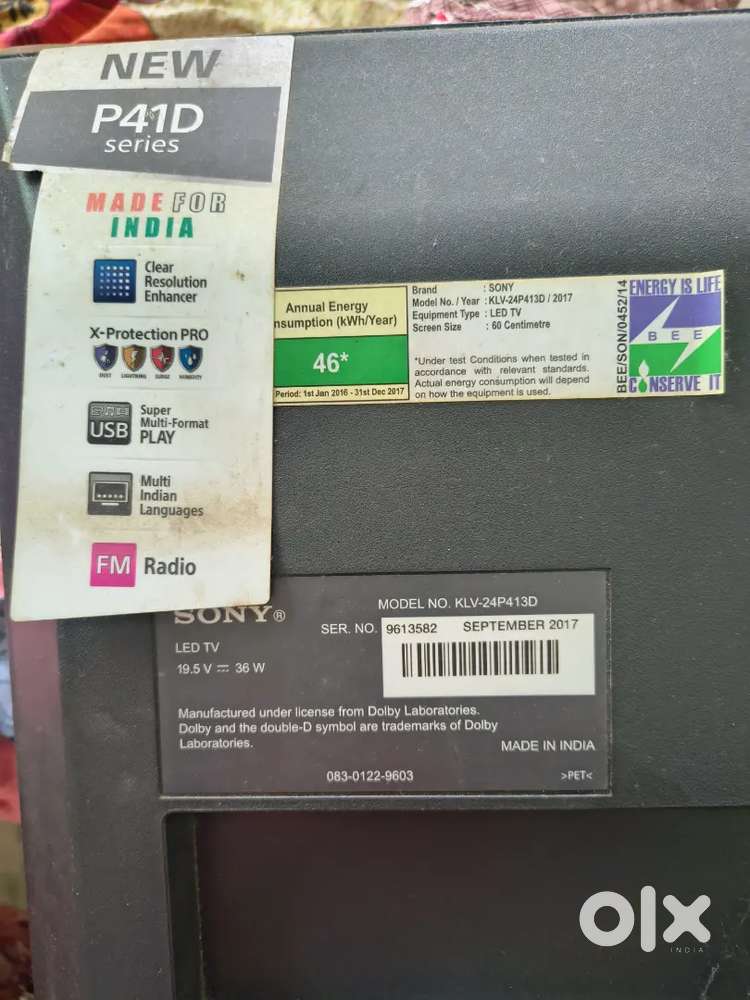 NEW
P41D
series
MADE FOR
INDIA
Clear
Resolution
Enhancer
X-Protection PRO
DUST LIGHTNING SURGE HUMIDITY
USB
Super
Multi-Format
PLAY
Multi
Indian
Languages
FM Radio
Annual Energy
nsumption (kWh/Year)
46*
Period: 1st Jan 2016 - 31st Dec 2017
Brand : SONY
Model No. / Year : KLV-24P413D / 2017
Equipment Type : LED TV
Screen Size : 60 Centimetre
*Under test Conditions when tested in
accordance with relevant standards.
Actual energy consumption will depend
on how the equipment is used.
BEE/SON/0452/14
ENERGY IS LIFE
BEE
CONSERVE IT
SONY®
LED TV
19.5 V ⎓ 36 W
MODEL NO. KLV-24P413D
SER. NO. 9613582 SEPTEMBER 2017
Manufactured under license from Dolby Laboratories.
Dolby and the double-D symbol are trademarks of Dolby
Laboratories.
MADE IN INDIA
083-0122-9603
>PET<
olx
INDIA